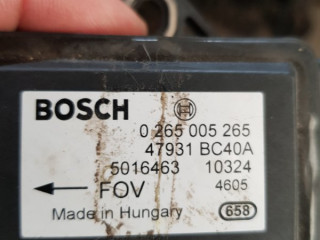 BOSCH
0 265 005 265
47931 BC40A
5016463 10324
FOV 4605
Made in Hungary 658